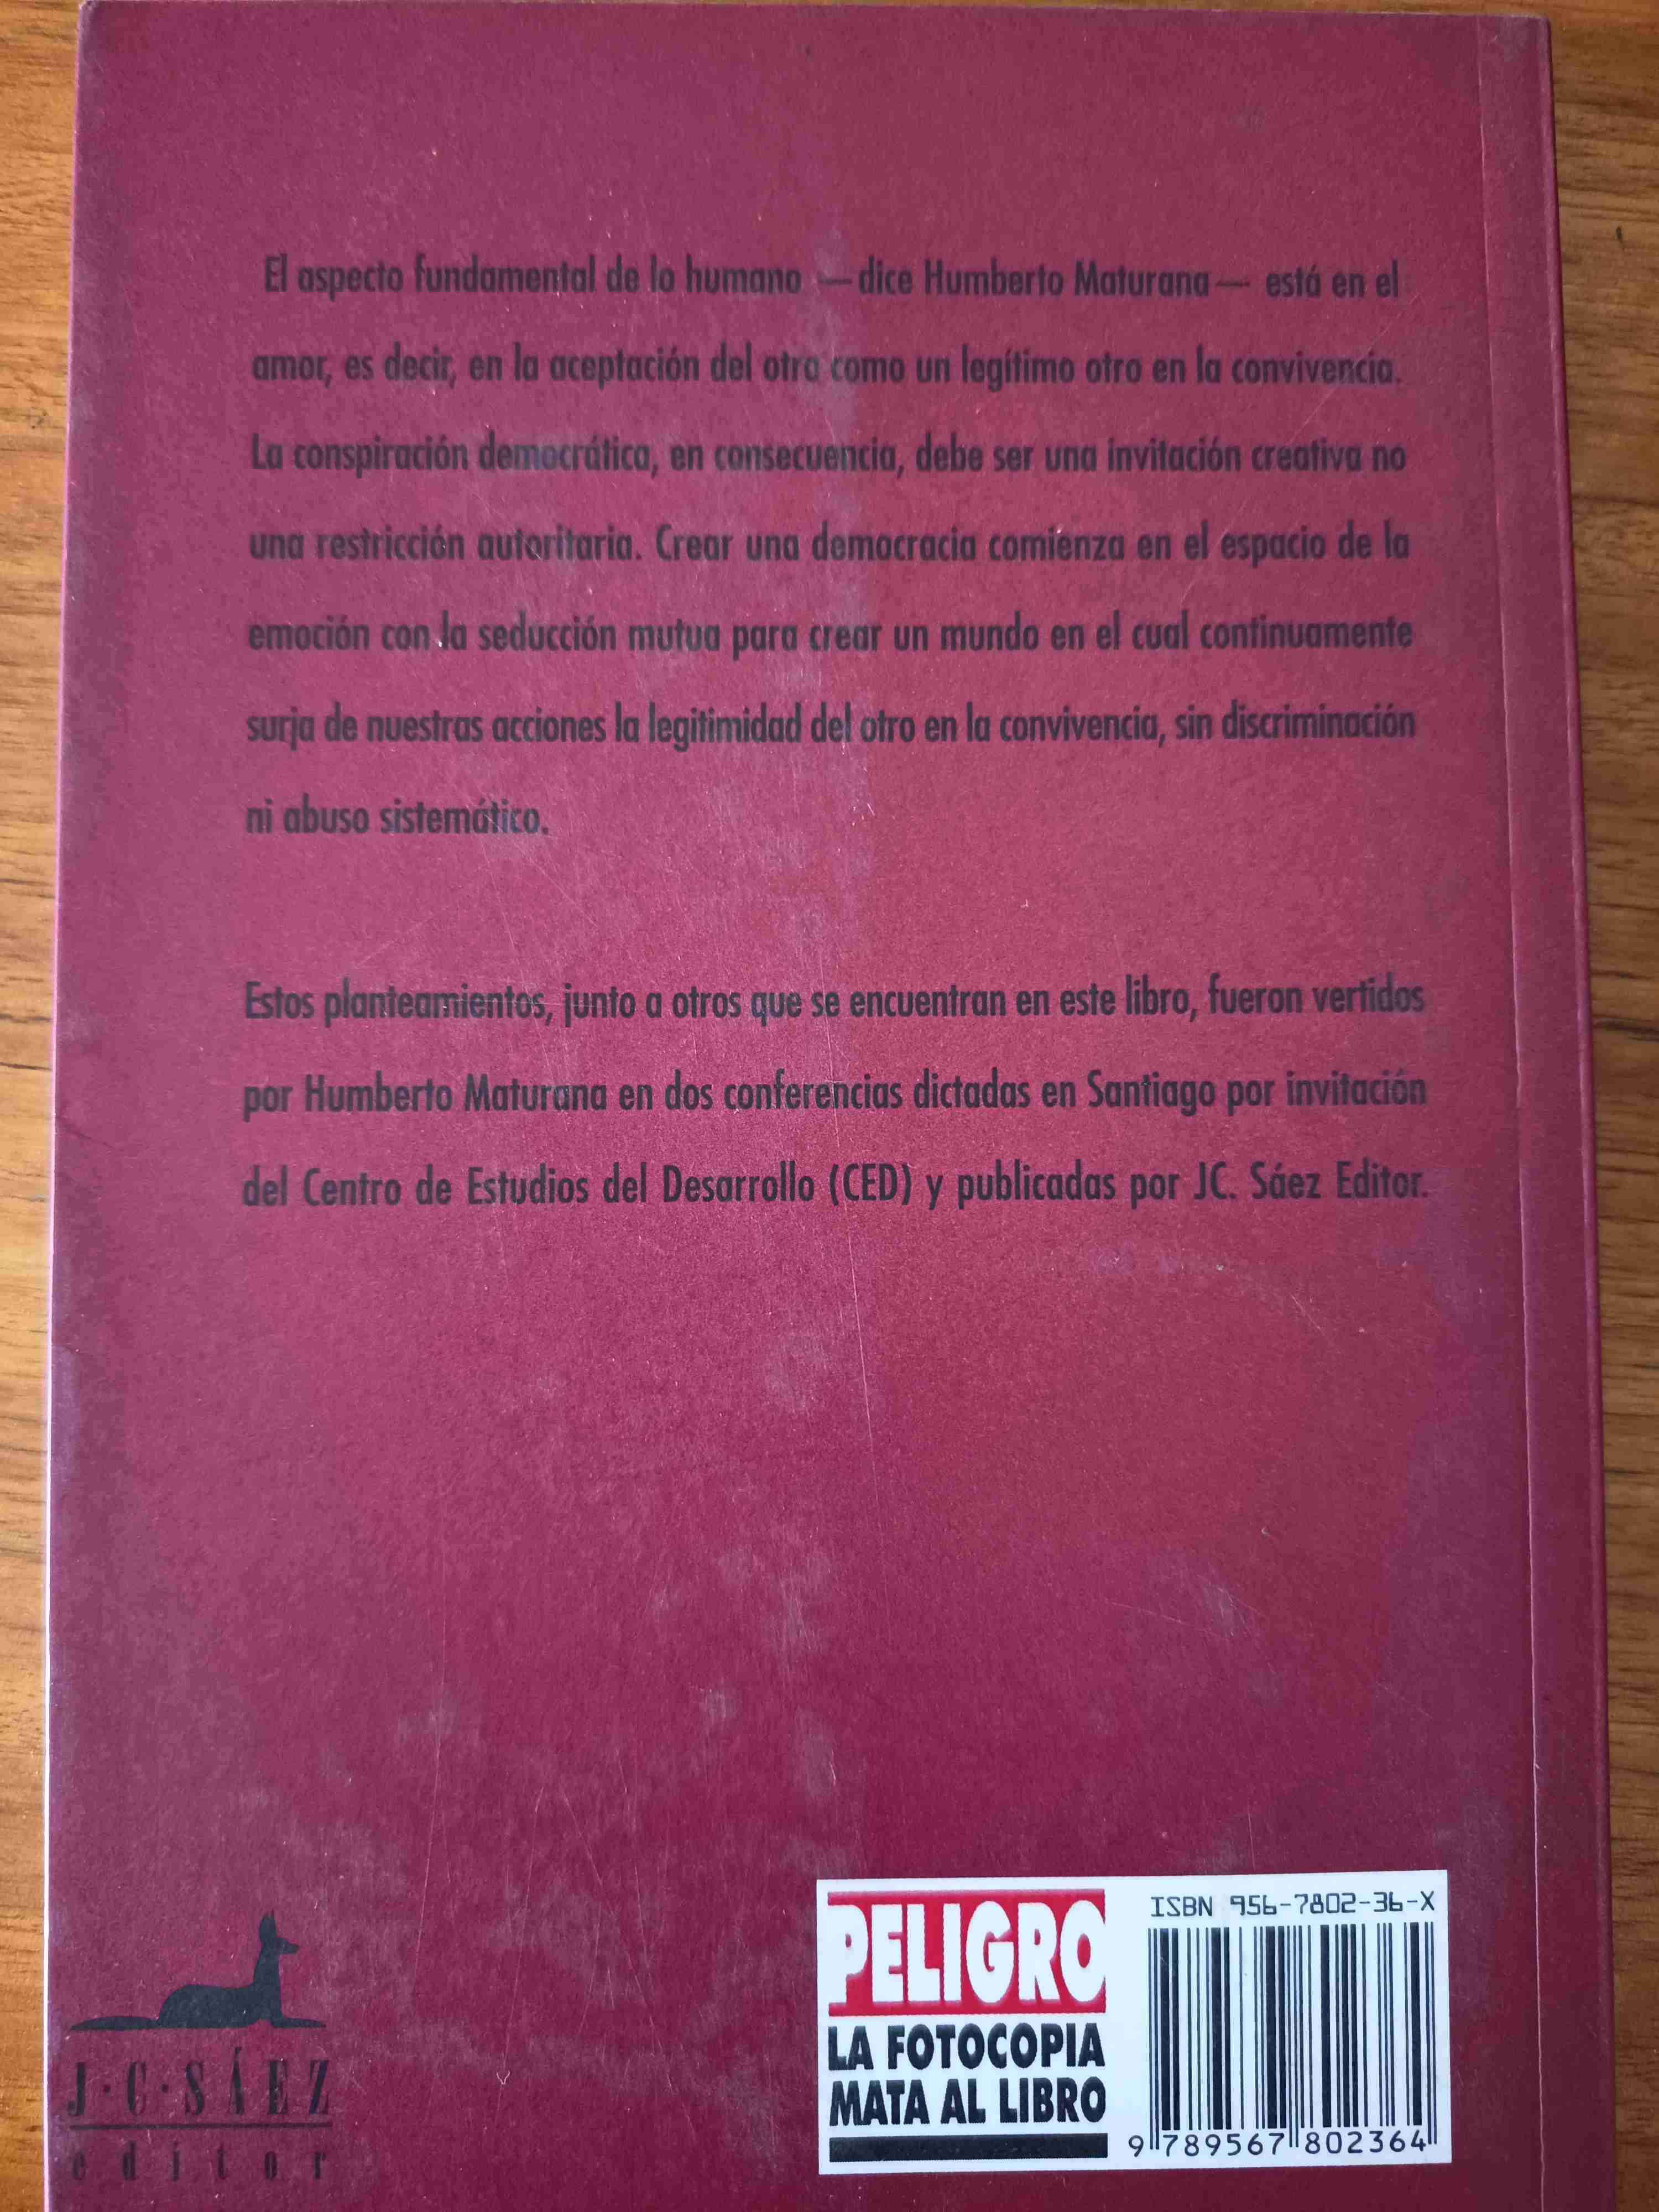 El aspecto fundamental de lo humano —dice Humberto Maturana— está en el
amor, es decir, en la aceptación del otro como un legítimo otro en la convivencia.
La conspiración democrática, en consecuencia, debe ser una invitación creativa no
una restricción autoritaria. Crear una democracia comienza en el espacio de la
emoción con la seducción mutua para crear un mundo en el cual continuamente
surja de nuestras acciones la legitimidad del otro en la convivencia, sin discriminación
ni abuso sistemático.
Estos planteamientos, junto a otros que se encuentran en este libro, fueron vertidos
por Humberto Maturana en dos conferencias dictadas en Santiago por invitación
del Centro de Estudios del Desarrollo (CED) y publicadas por JC. Sáez Editor.
J·C·SÁEZ
editor
PELIGRO
LA FOTOCOPIA
MATA AL LIBRO
ISBN 956-7802-36-X
9 789567 802364